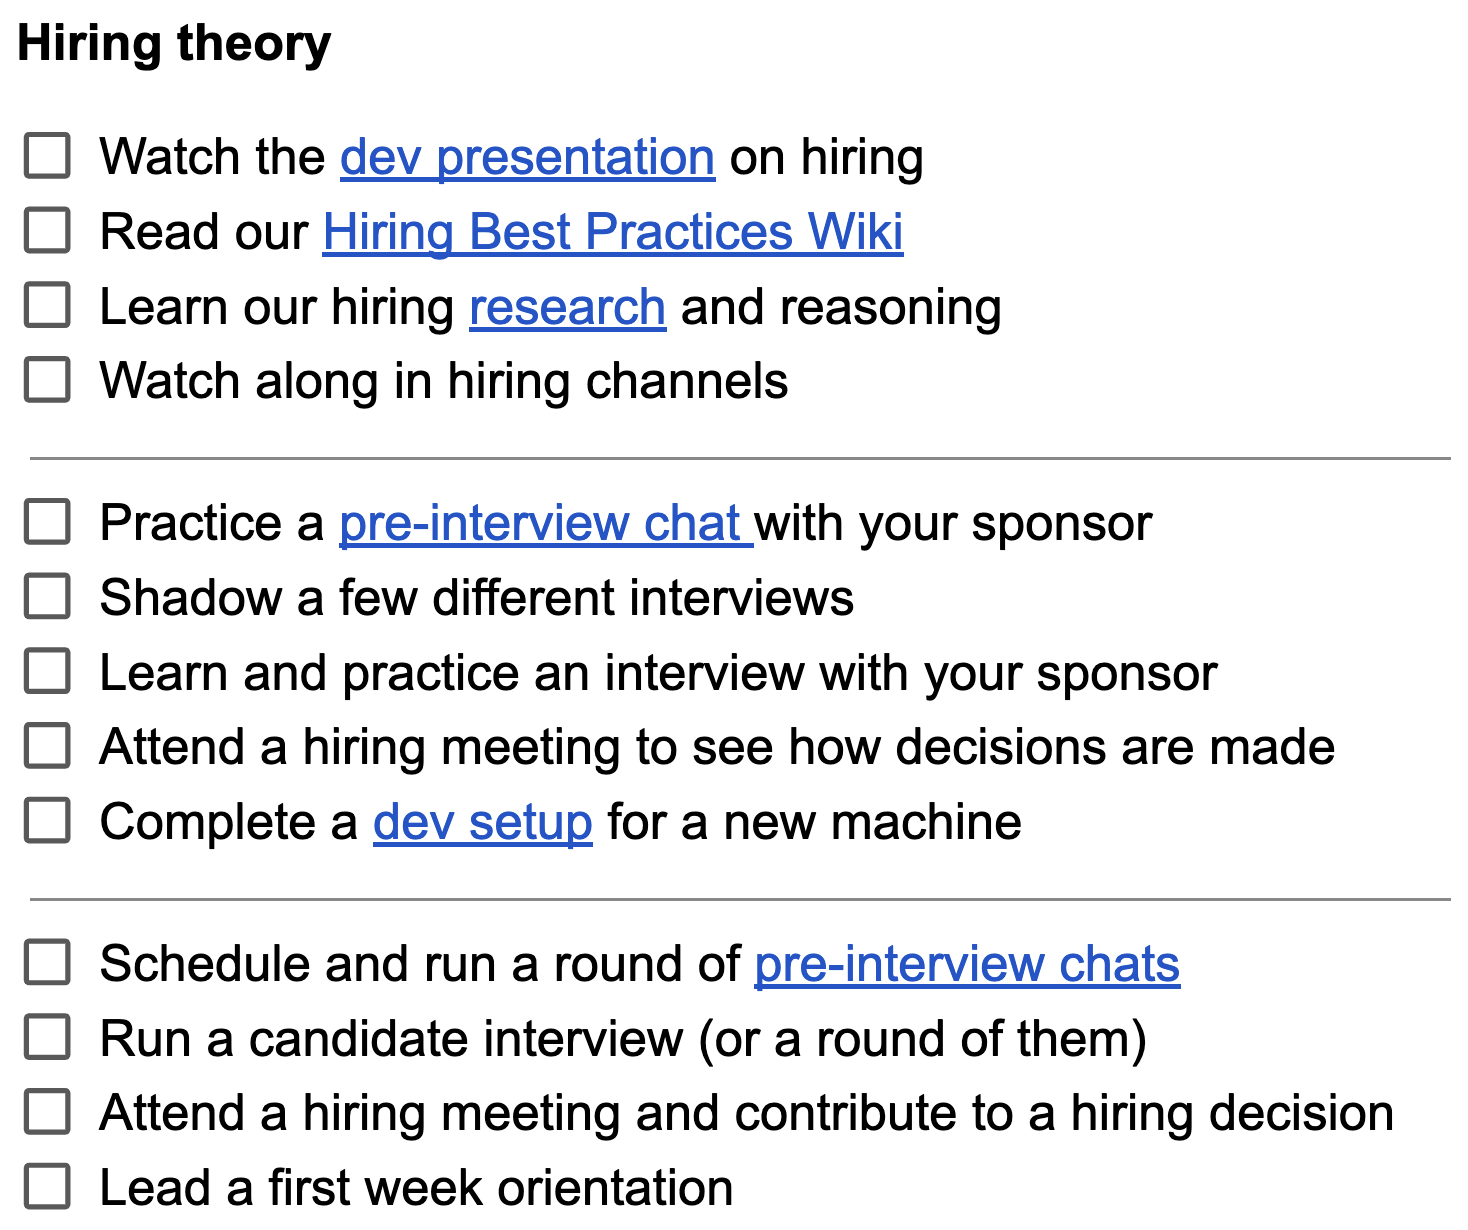 Hiring theory
Watch the dev presentation on hiring
Read our Hiring Best Practices Wiki
Learn our hiring research and reasoning
Watch along in hiring channels
Practice a pre-interview chat with your sponsor
Shadow a few different interviews
Learn and practice an interview with your sponsor
Attend a hiring meeting to see how decisions are made
Complete a dev setup for a new machine
Schedule and run a round of pre-interview chats
Run a candidate interview (or a round of them)
Attend a hiring meeting and contribute to a hiring decision
Lead a first week orientation